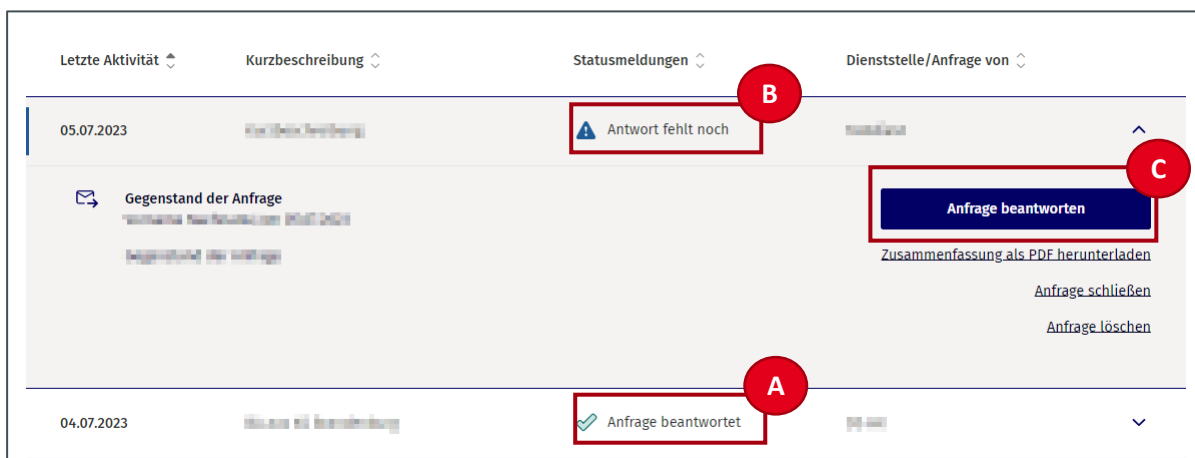 Letzte Aktivität Kurzbeschreibung Statusmeldungen Dienststelle/Anfrage von
B
05.07.2023 Antwort fehlt noch
C
Gegenstand der Anfrage
Anfrage beantworten
Zusammenfassung als PDF herunterladen
Anfrage schließen
Anfrage löschen
A
04.07.2023 Anfrage beantwortet